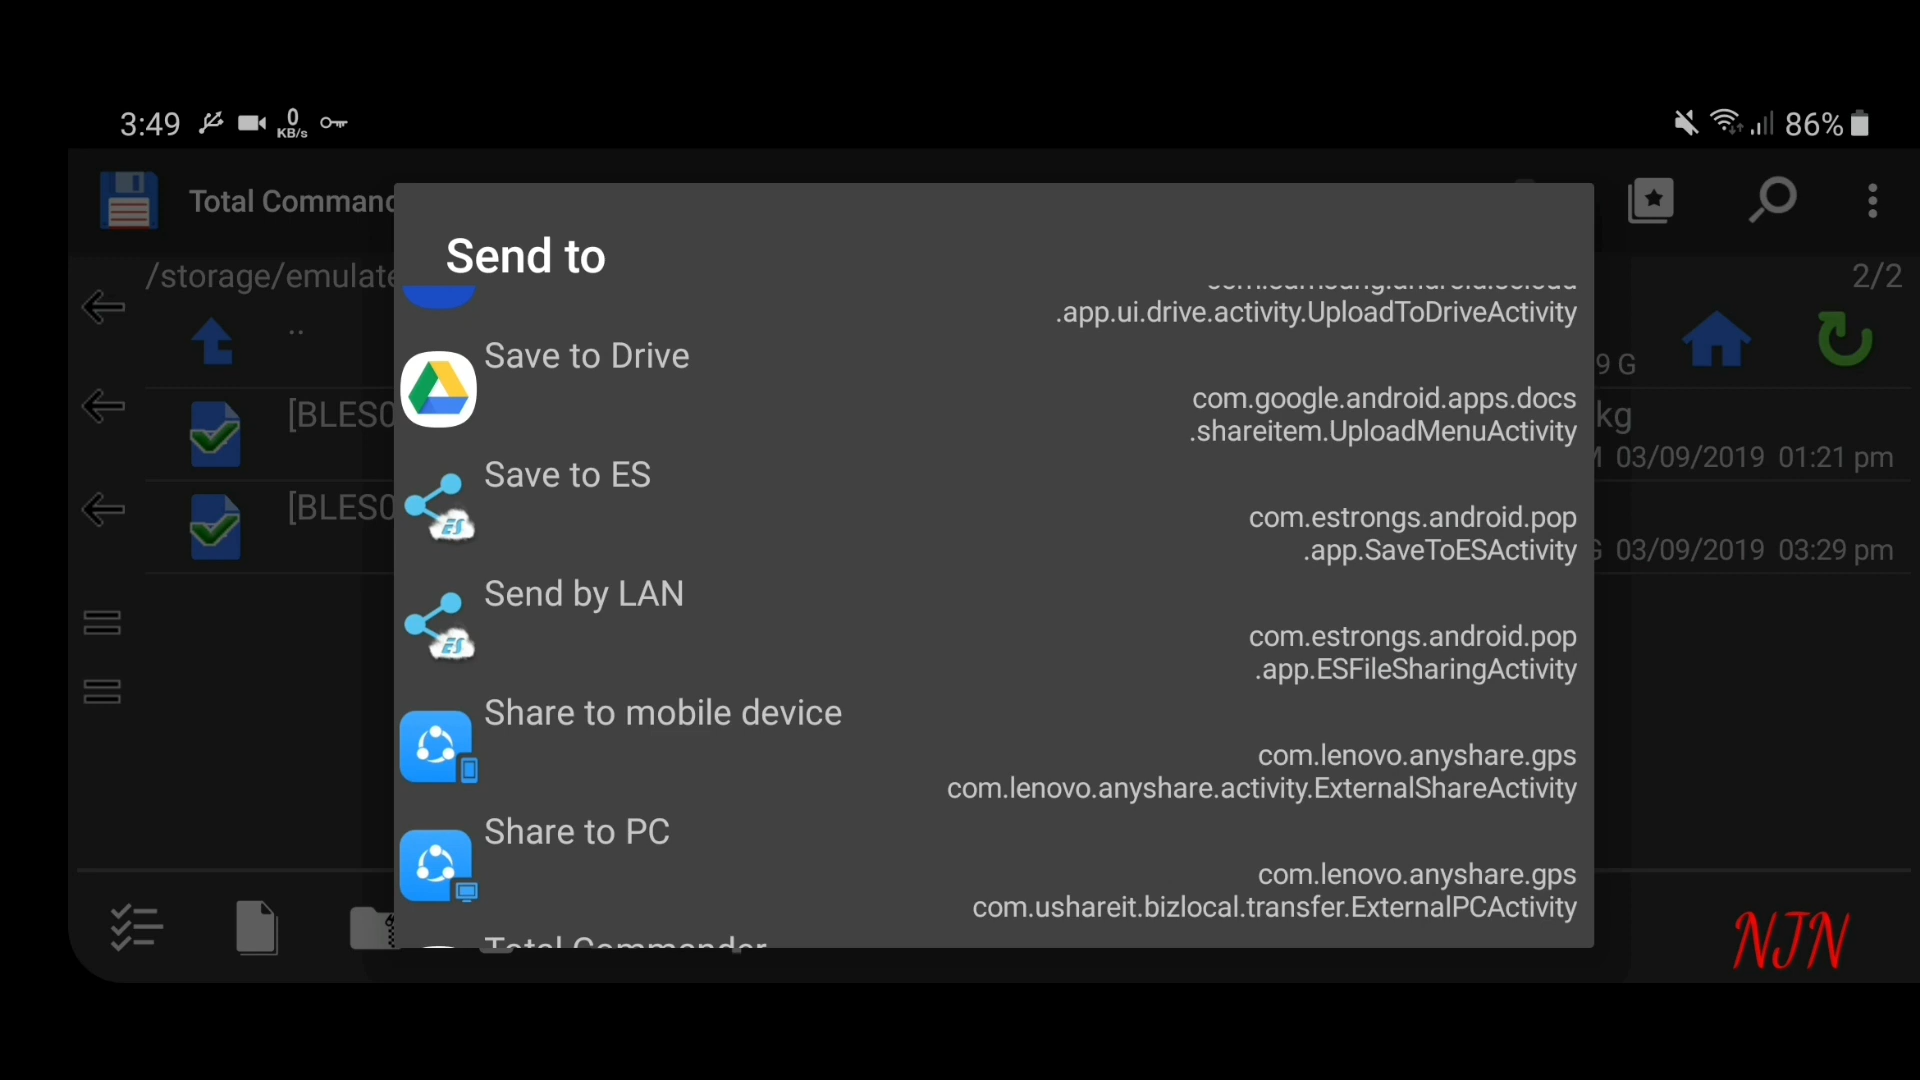 3:49 0 KB/s 86%
Total Comman
Send to
/storage/emulate 2/2
.app.ui.drive.activity.UploadToDriveActivity
..
9 G
Save to Drive
com.google.android.apps.docs
.shareitem.UploadMenuActivity
[BLES0 kg
03/09/2019 01:21 pm
Save to ES
com.estrongs.android.pop
.app.SaveToESActivity
[BLES0
03/09/2019 03:29 pm
ES
Send by LAN
com.estrongs.android.pop
.app.ESFileSharingActivity
ES
Share to mobile device
com.lenovo.anyshare.gps
com.lenovo.anyshare.activity.ExternalShareActivity
Share to PC
com.lenovo.anyshare.gps
com.ushareit.bizlocal.transfer.ExternalPCActivity
Total Commander
NJN